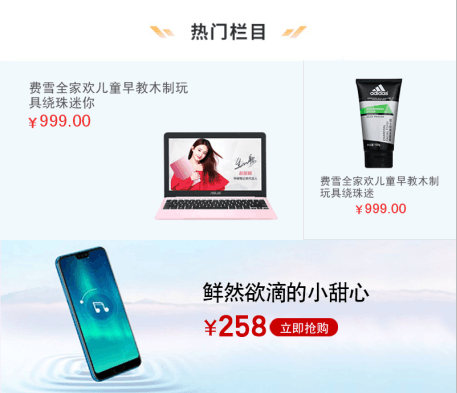 热门栏目
费雪全家欢儿童早教木制玩
具绕珠迷你
¥999.00
adidas
费雪全家欢儿童早教木制
玩具绕珠迷
¥999.00
鲜然欲滴的小甜心
¥258 立即抢购